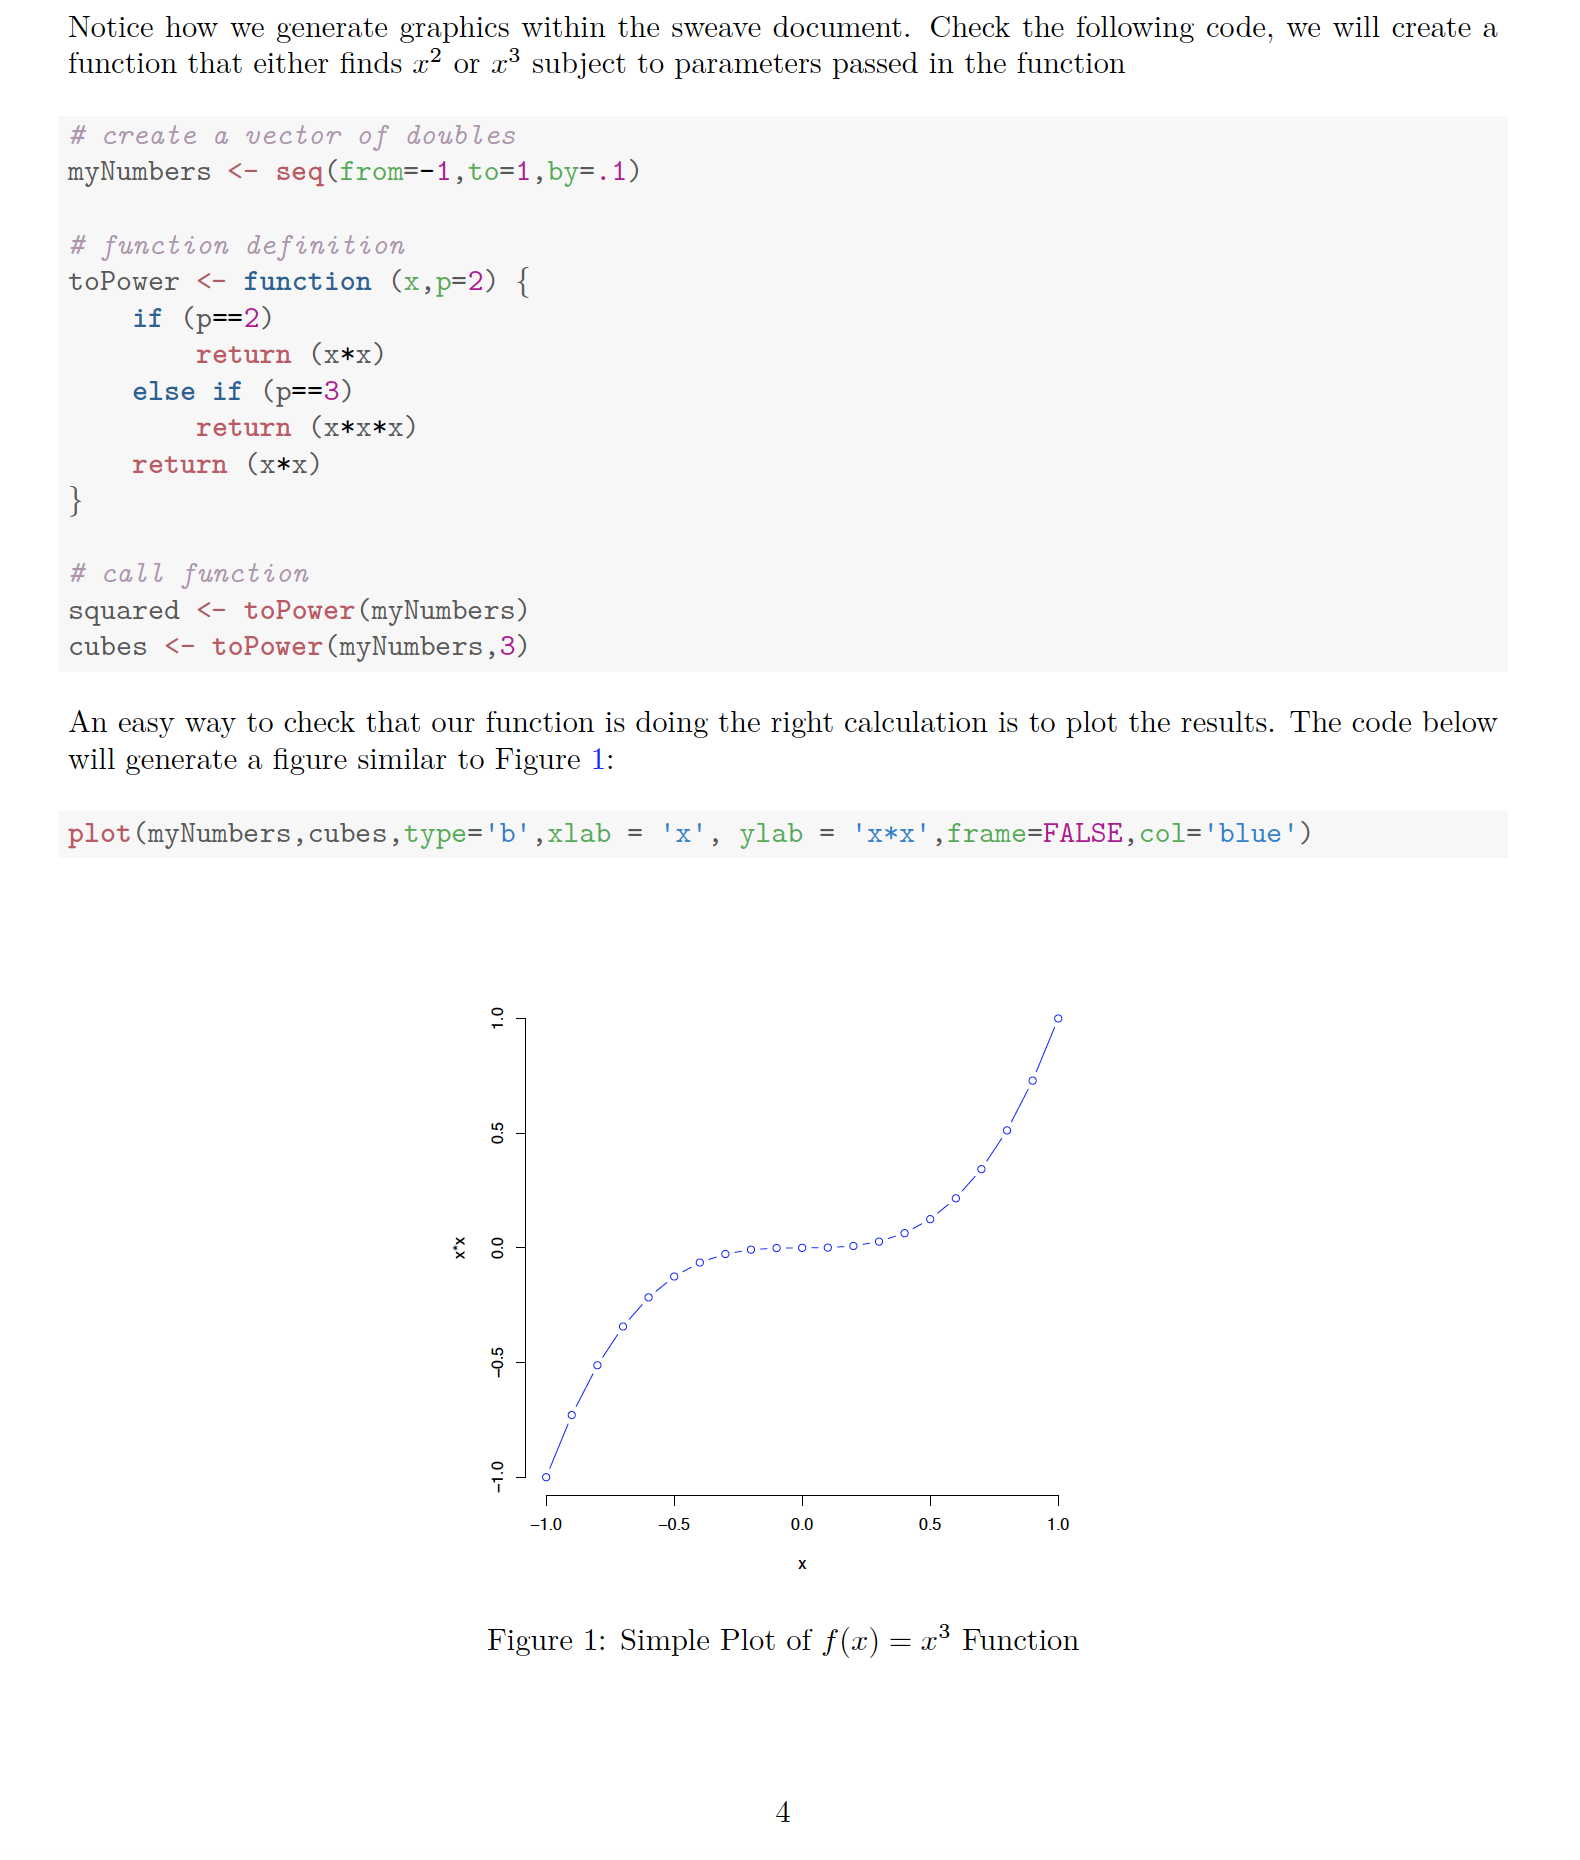 Notice how we generate graphics within the sweave document. Check the following code, we will create a
function that either finds x² or x³ subject to parameters passed in the function
# create a vector of doubles
myNumbers <- seq(from=-1,to=1,by=.1)
# function definition
toPower <- function (x,p=2) {
    if (p==2)
        return (x*x)
    else if (p==3)
        return (x*x*x)
    return (x*x)
}
# call function
squared <- toPower(myNumbers)
cubes <- toPower(myNumbers,3)
An easy way to check that our function is doing the right calculation is to plot the results. The code below
will generate a figure similar to Figure 1:
plot(myNumbers,cubes,type='b',xlab = 'x', ylab = 'x*x',frame=FALSE,col='blue')
1.0
0.5
0.0
−0.5
−1.0
x*x
−1.0 −0.5 0.0 0.5 1.0
x
Figure 1: Simple Plot of f(x) = x³ Function
4